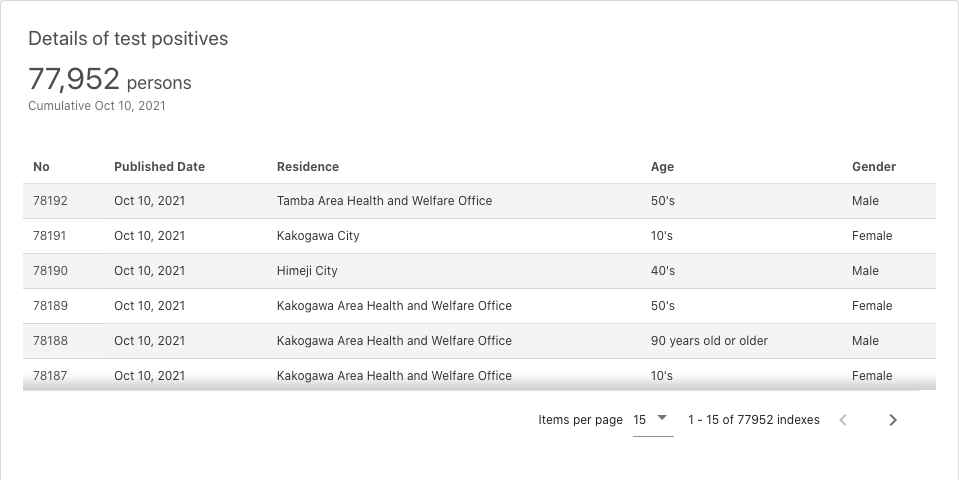 Details of test positives
77,952 persons
Cumulative Oct 10, 2021
No Published Date Residence Age Gender
78192 Oct 10, 2021 Tamba Area Health and Welfare Office 50's Male
78191 Oct 10, 2021 Kakogawa City 10's Female
78190 Oct 10, 2021 Himeji City 40's Male
78189 Oct 10, 2021 Kakogawa Area Health and Welfare Office 50's Female
78188 Oct 10, 2021 Kakogawa Area Health and Welfare Office 90 years old or older Male
78187 Oct 10, 2021 Kakogawa Area Health and Welfare Office 10's Female
Items per page 15 1 - 15 of 77952 indexes